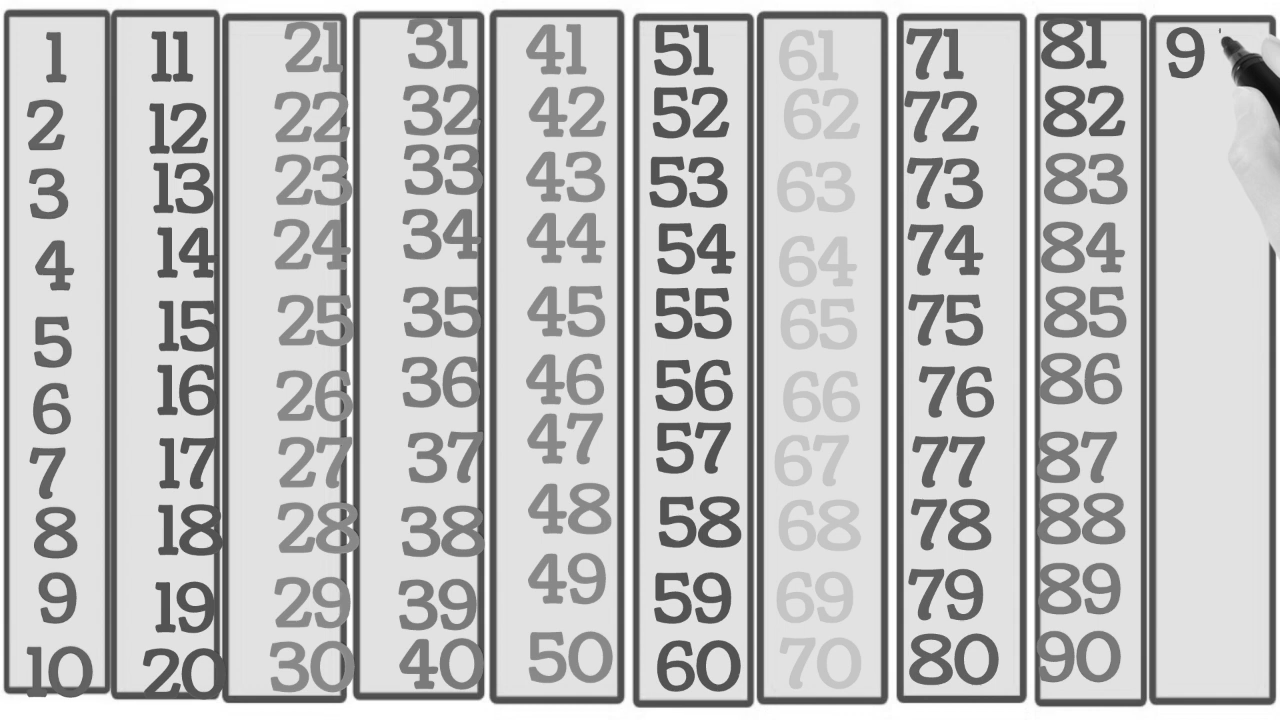 1 11 21 31 41 51 61 71 81 9
2 12 22 32 42 52 62 72 82
3 13 23 33 43 53 63 73 83
4 14 24 34 44 54 64 74 84
5 15 25 35 45 55 65 75 85
6 16 26 36 46 56 66 76 86
7 17 27 37 47 57 67 77 87
8 18 28 38 48 58 68 78 88
9 19 29 39 49 59 69 79 89
10 20 30 40 50 60 70 80 90